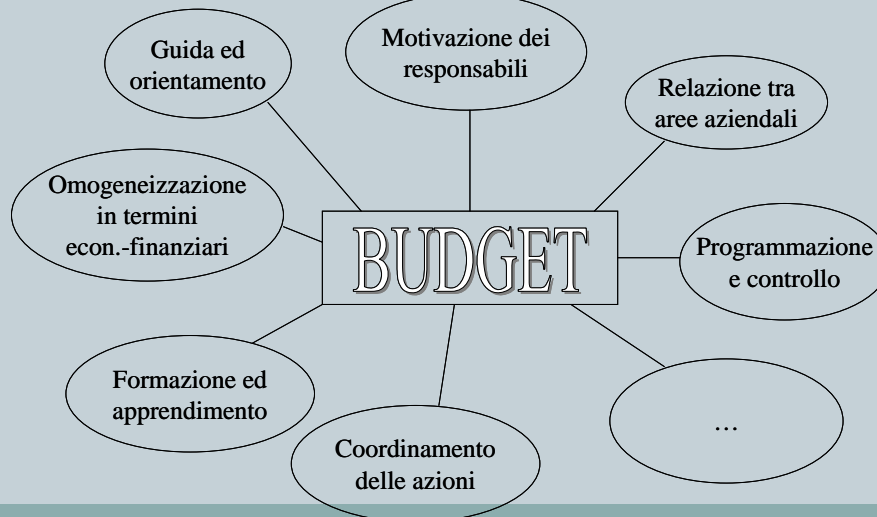 Guida ed
orientamento
Motivazione dei
responsabili
Relazione tra
aree aziendali
Omogeneizzazione
in termini
econ.-finanziari
BUDGET
Programmazione
e controllo
Formazione ed
apprendimento
Coordinamento
delle azioni
…